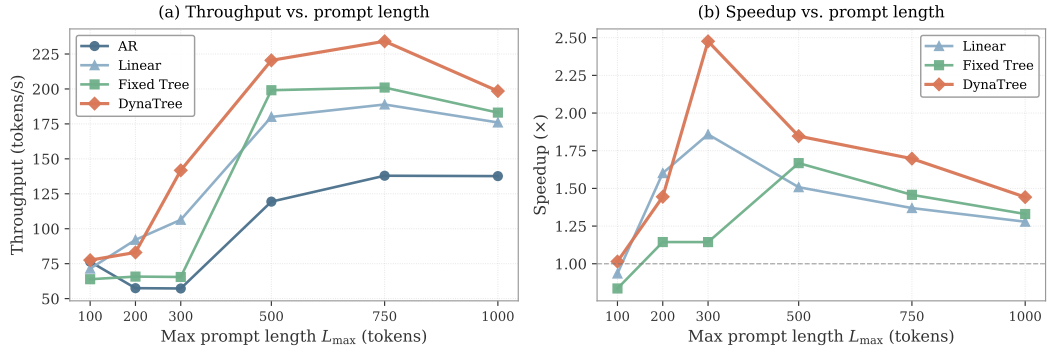 (a) Throughput vs. prompt length
Throughput (tokens/s)
225
200
175
150
125
100
75
50
AR
Linear
Fixed Tree
DynaTree
100 200 300 500 750 1000
Max prompt length Lmax (tokens)
(b) Speedup vs. prompt length
Speedup (×)
2.50
2.25
2.00
1.75
1.50
1.25
1.00
Linear
Fixed Tree
DynaTree
100 200 300 500 750 1000
Max prompt length Lmax (tokens)